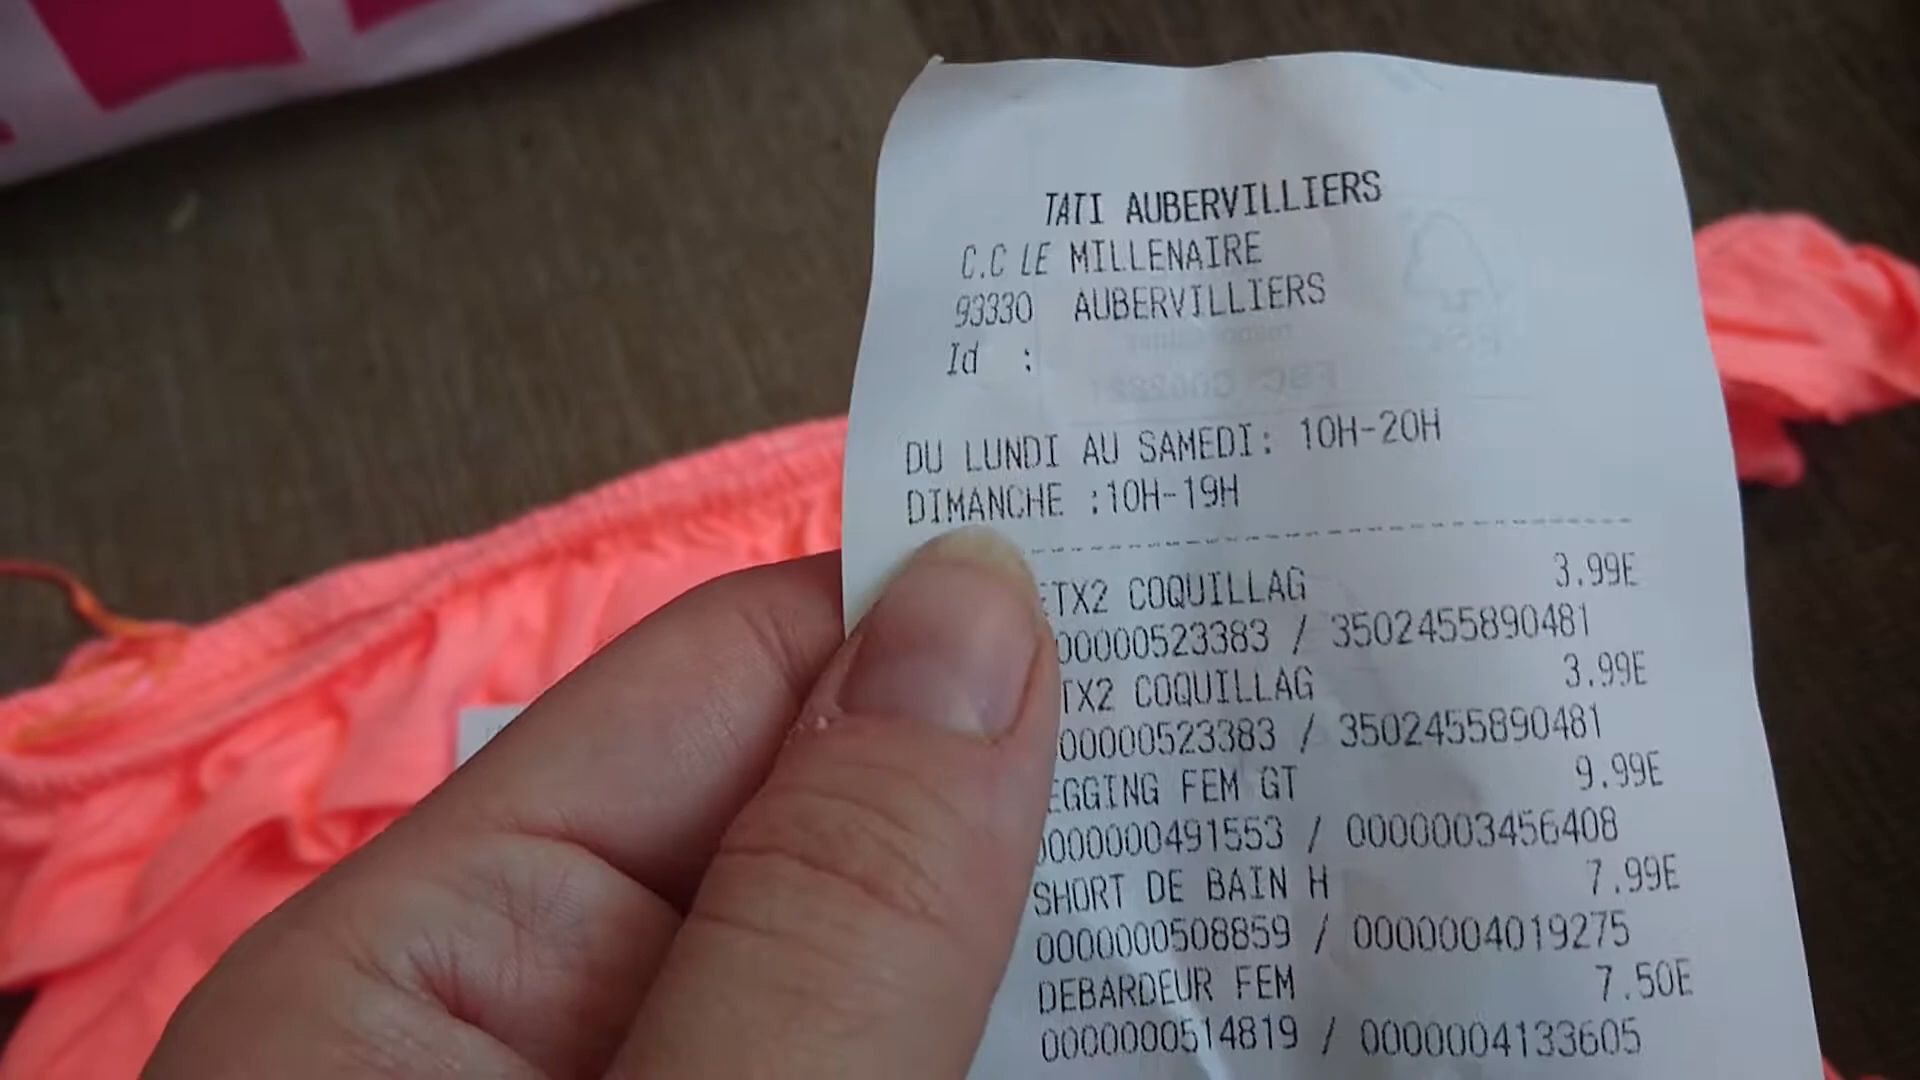 TATI AUBERVILLIERS
C.C LE MILLENAIRE
93330 AUBERVILLIERS
Id :
DU LUNDI AU SAMEDI: 10H-20H
DIMANCHE :10H-19H
ETX2 COQUILLAG 3.99E
00000523383 / 3502455890481
TX2 COQUILLAG 3.99E
00000523383 / 3502455890481
EGGING FEM GT 9.99E
0000000491553 / 0000003456408
SHORT DE BAIN H 7.99E
0000000508859 / 0000004019275
DEBARDEUR FEM 7.50E
0000000514819 / 0000004133605